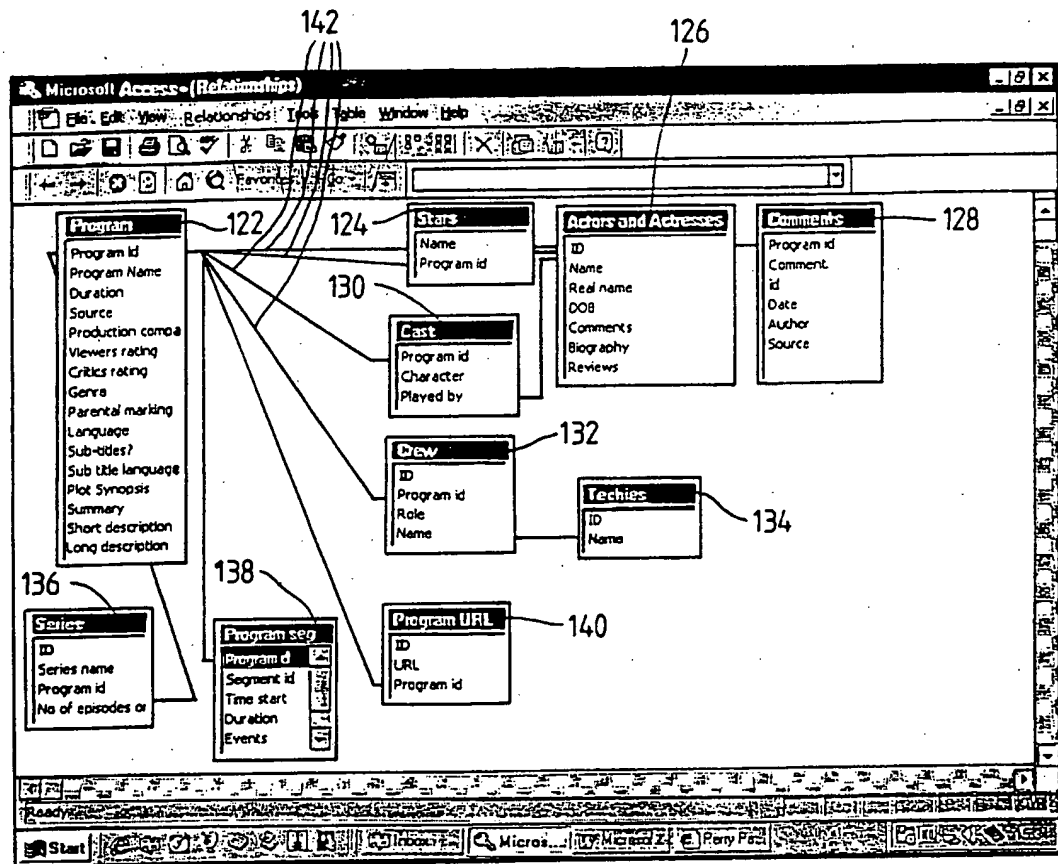 142
126
Microsoft Access - (Relationships)
File Edit View Relationships Tools Table Window Help
Favorites Go
Program
122
Program Id
Program Name
Duration
Source
Production compa
Viewers rating
Critics rating
Genre
Parental marking
Language
Sub-titles?
Sub title language
Plot Synopsis
Summary
Short description
Long description
124
Stars
Name
Program id
Actors and Actresses
ID
Name
Real name
DOB
Comments
Biography
Reviews
Comments
128
Program id
Comment
id
Date
Author
Source
130
Cast
Program id
Character
Played by
Crew
132
ID
Program id
Role
Name
Techies
134
ID
Name
136
Series
ID
Series name
Program id
No of episodes or
138
Program seg
Program id
Segment id
Time start
Duration
Events
Program URL
140
ID
URL
Program id
Ready
Start
Inbox
Micros...
Microsoft